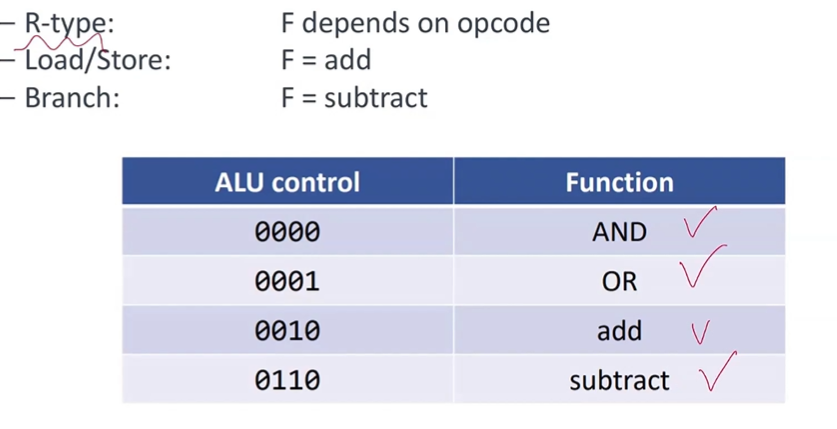 – R-type: F depends on opcode
– Load/Store: F = add
– Branch: F = subtract
ALU control Function
0000 AND
0001 OR
0010 add
0110 subtract